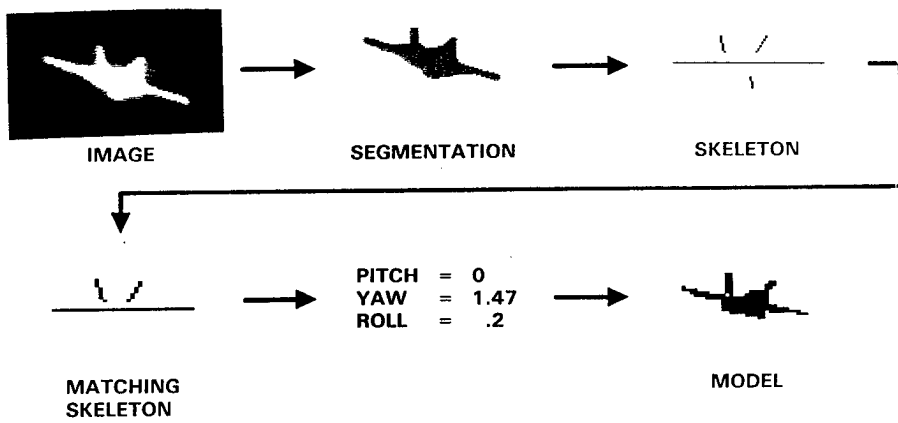 IMAGE
SEGMENTATION
SKELETON
PITCH = 0
YAW = 1.47
ROLL = .2
MATCHING
SKELETON
MODEL